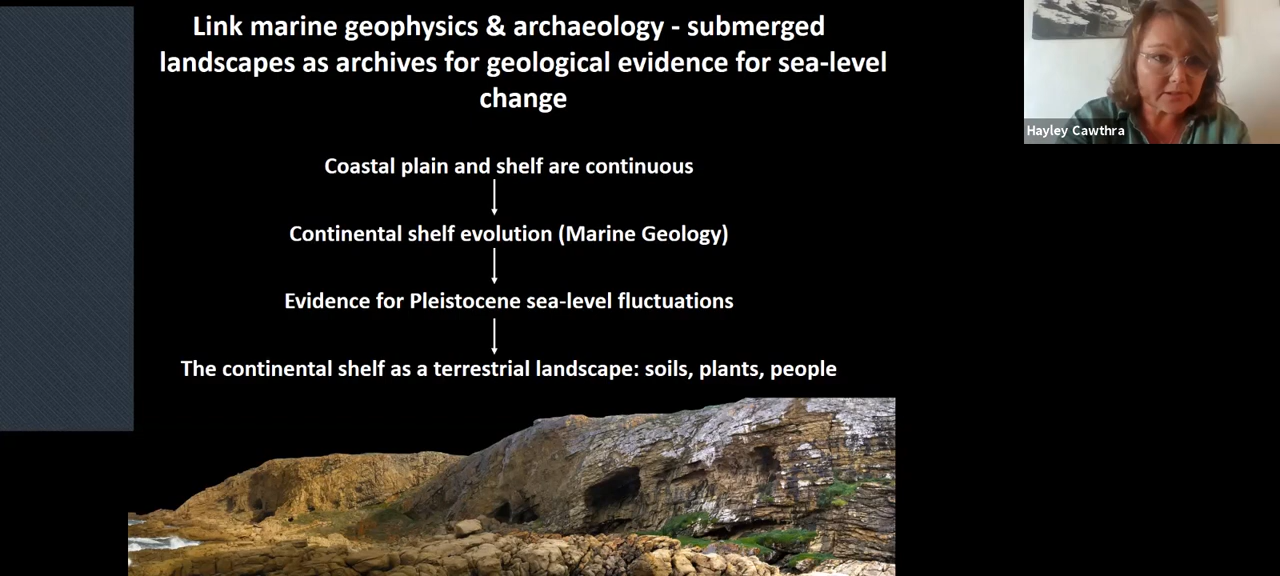 Link marine geophysics & archaeology - submerged
landscapes as archives for geological evidence for sea-level
change
Hayley Cawthra
Coastal plain and shelf are continuous
Continental shelf evolution (Marine Geology)
Evidence for Pleistocene sea-level fluctuations
The continental shelf as a terrestrial landscape: soils, plants, people